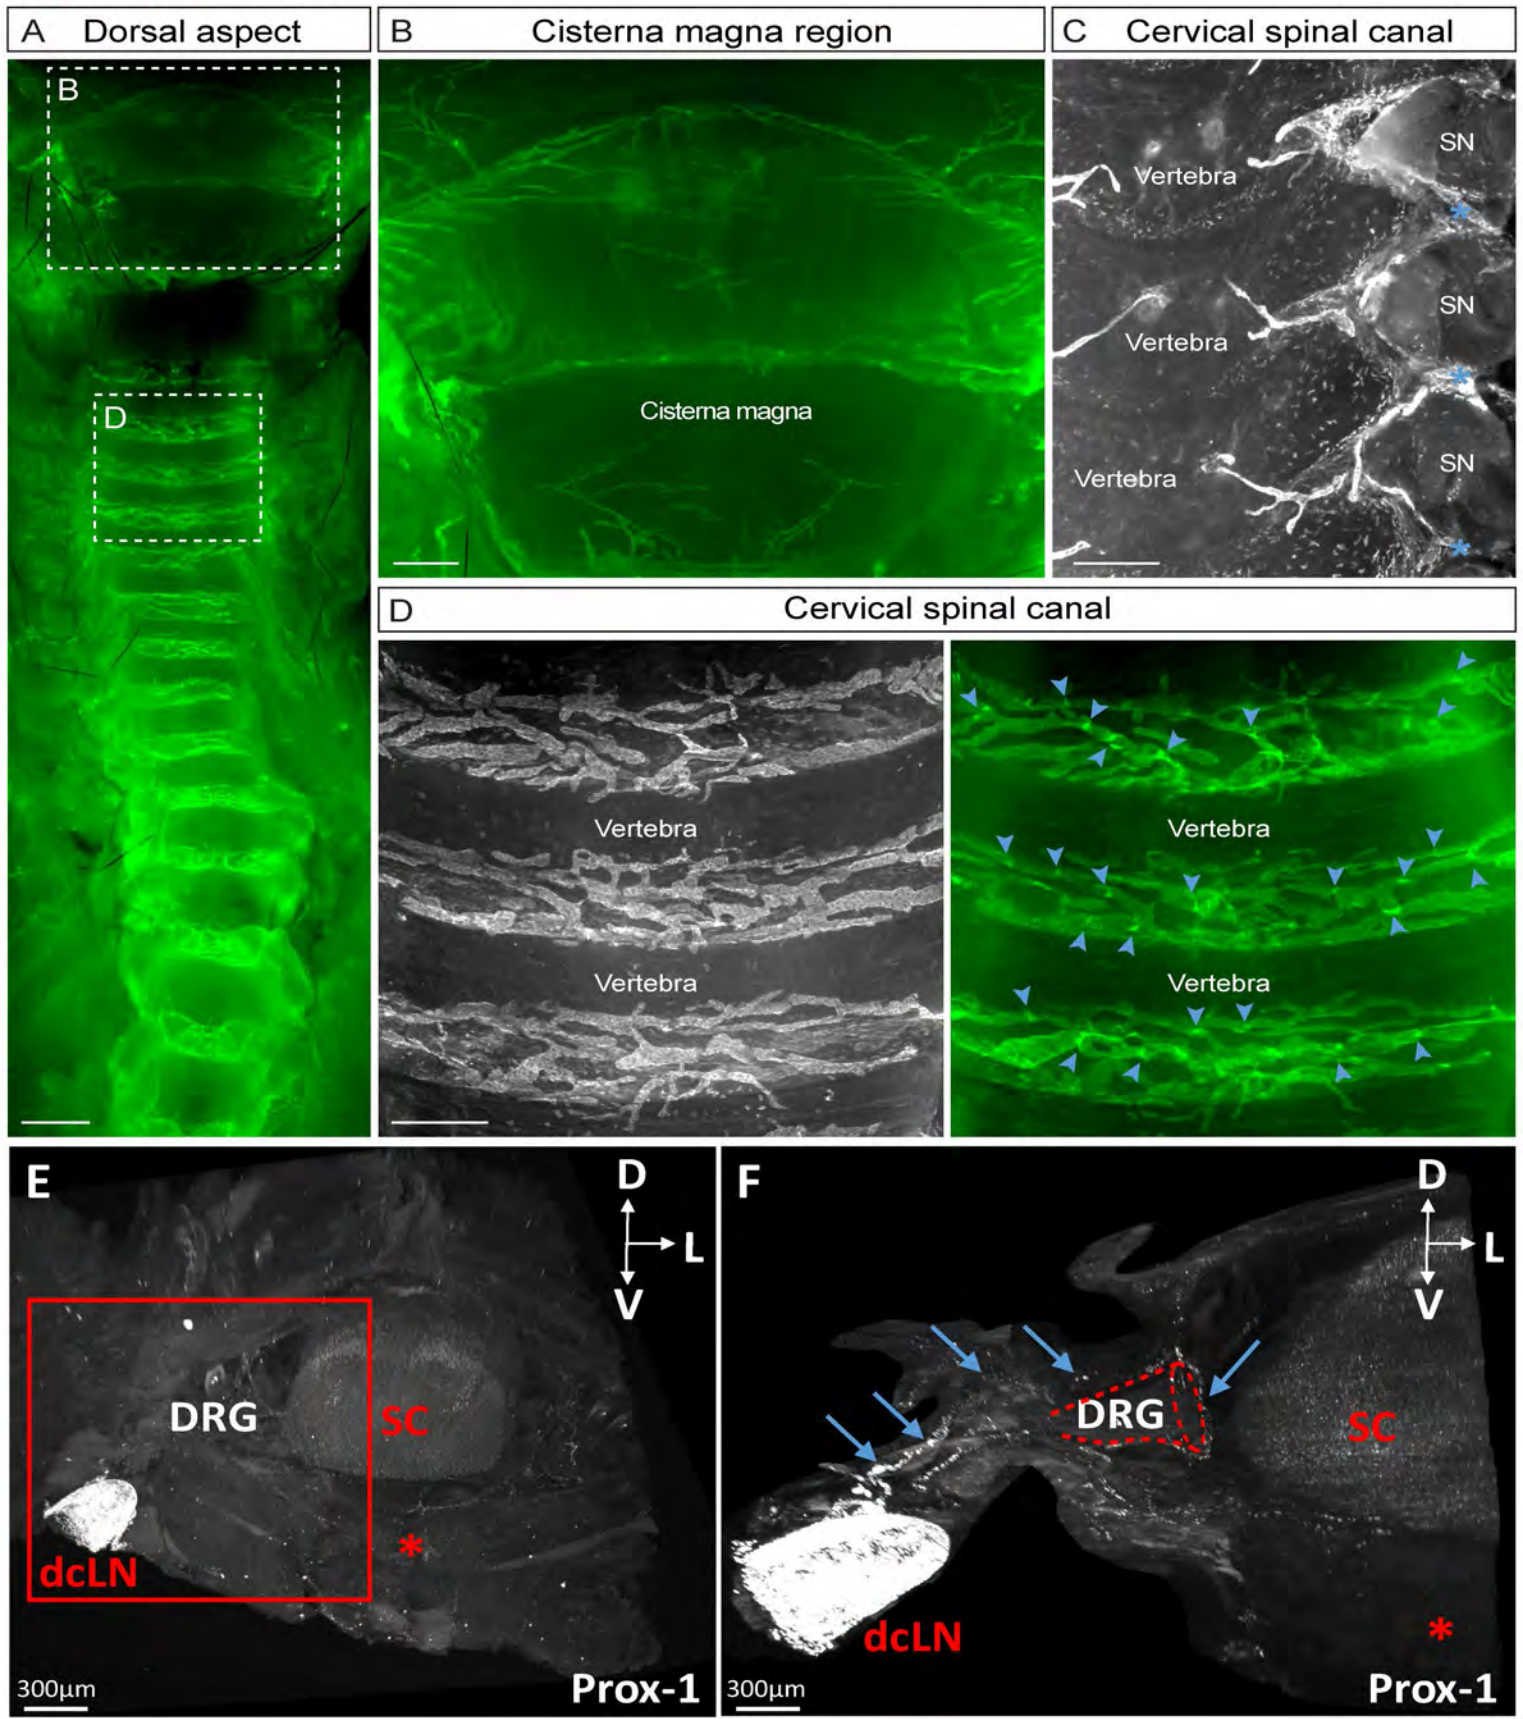 A Dorsal aspect
B
D
B Cisterna magna region
Cisterna magna
C Cervical spinal canal
SN
Vertebra
*
SN
Vertebra
*
SN
Vertebra
*
D Cervical spinal canal
Vertebra
Vertebra
Vertebra
Vertebra
E
D
L
V
DRG
SC
*
dcLN
300µm
Prox-1
F
D
L
V
DRG
SC
dcLN
*
300µm
Prox-1